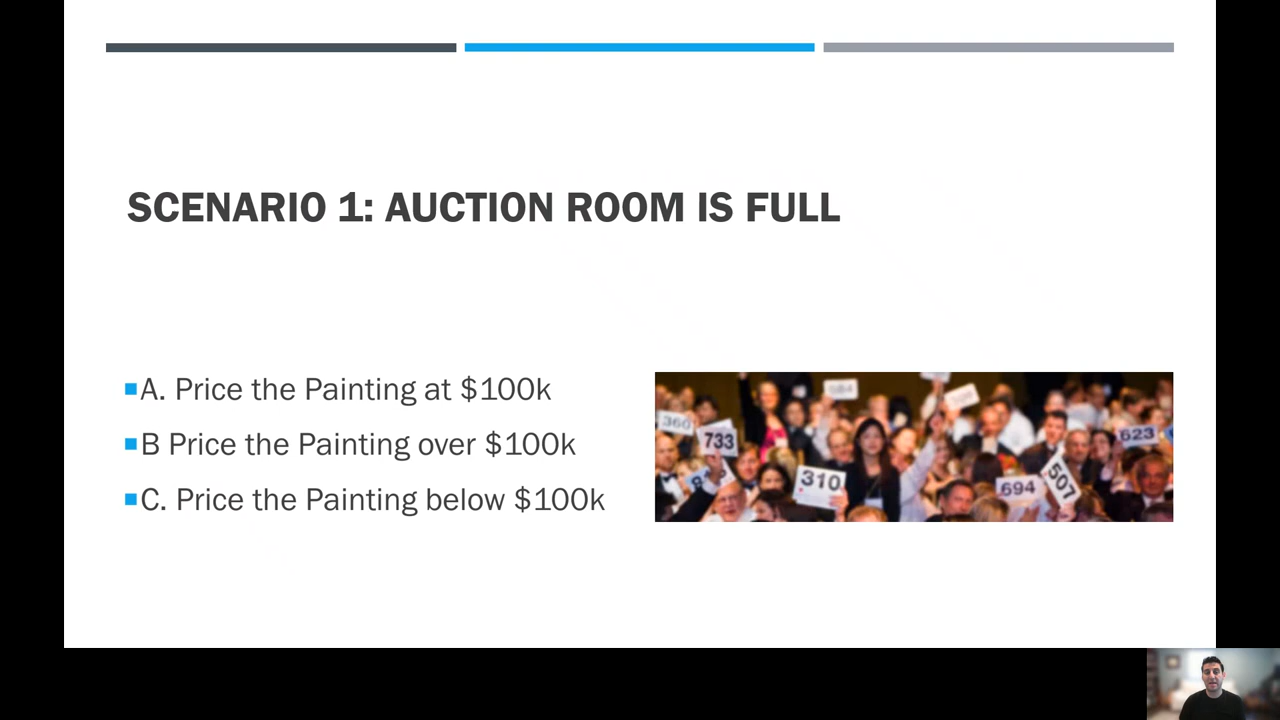 SCENARIO 1: AUCTION ROOM IS FULL
A. Price the Painting at $100k
B Price the Painting over $100k
C. Price the Painting below $100k
360
733
310
694
507
623